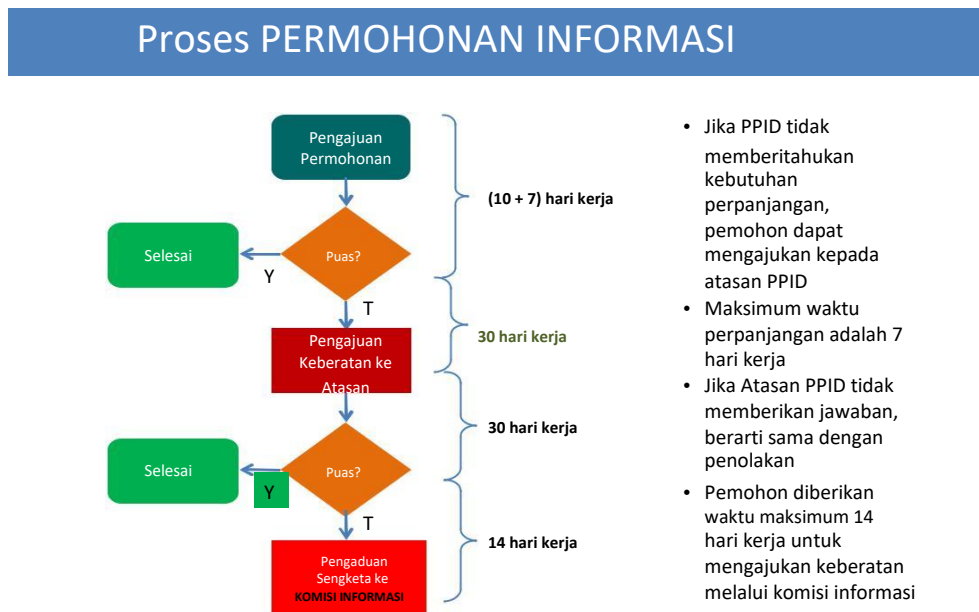 Proses PERMOHONAN INFORMASI
Pengajuan
Permohonan
(10 + 7) hari kerja
Selesai
Puas?
Y
T
30 hari kerja
Pengajuan
Keberatan ke
Atasan
30 hari kerja
Selesai
Puas?
Y
T
14 hari kerja
Pengaduan
Sengketa ke
KOMISI INFORMASI
• Jika PPID tidak
memberitahukan
kebutuhan
perpanjangan,
pemohon dapat
mengajukan kepada
atasan PPID
• Maksimum waktu
perpanjangan adalah 7
hari kerja
• Jika Atasan PPID tidak
memberikan jawaban,
berarti sama dengan
penolakan
• Pemohon diberikan
waktu maksimum 14
hari kerja untuk
mengajukan keberatan
melalui komisi informasi